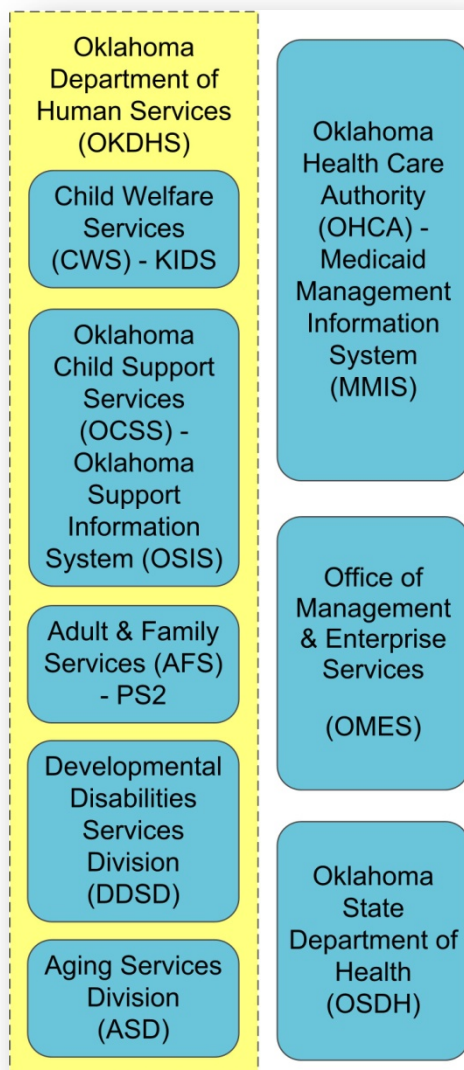 Oklahoma
Department of
Human Services
(OKDHS)
Child Welfare
Services
(CWS) - KIDS
Oklahoma
Child Support
Services
(OCSS) -
Oklahoma
Support
Information
System (OSIS)
Adult & Family
Services (AFS)
- PS2
Developmental
Disabilities
Services
Division
(DDSD)
Aging Services
Division
(ASD)
Oklahoma
Health Care
Authority
(OHCA) -
Medicaid
Management
Information
System
(MMIS)
Office of
Management
& Enterprise
Services
(OMES)
Oklahoma
State
Department of
Health
(OSDH)